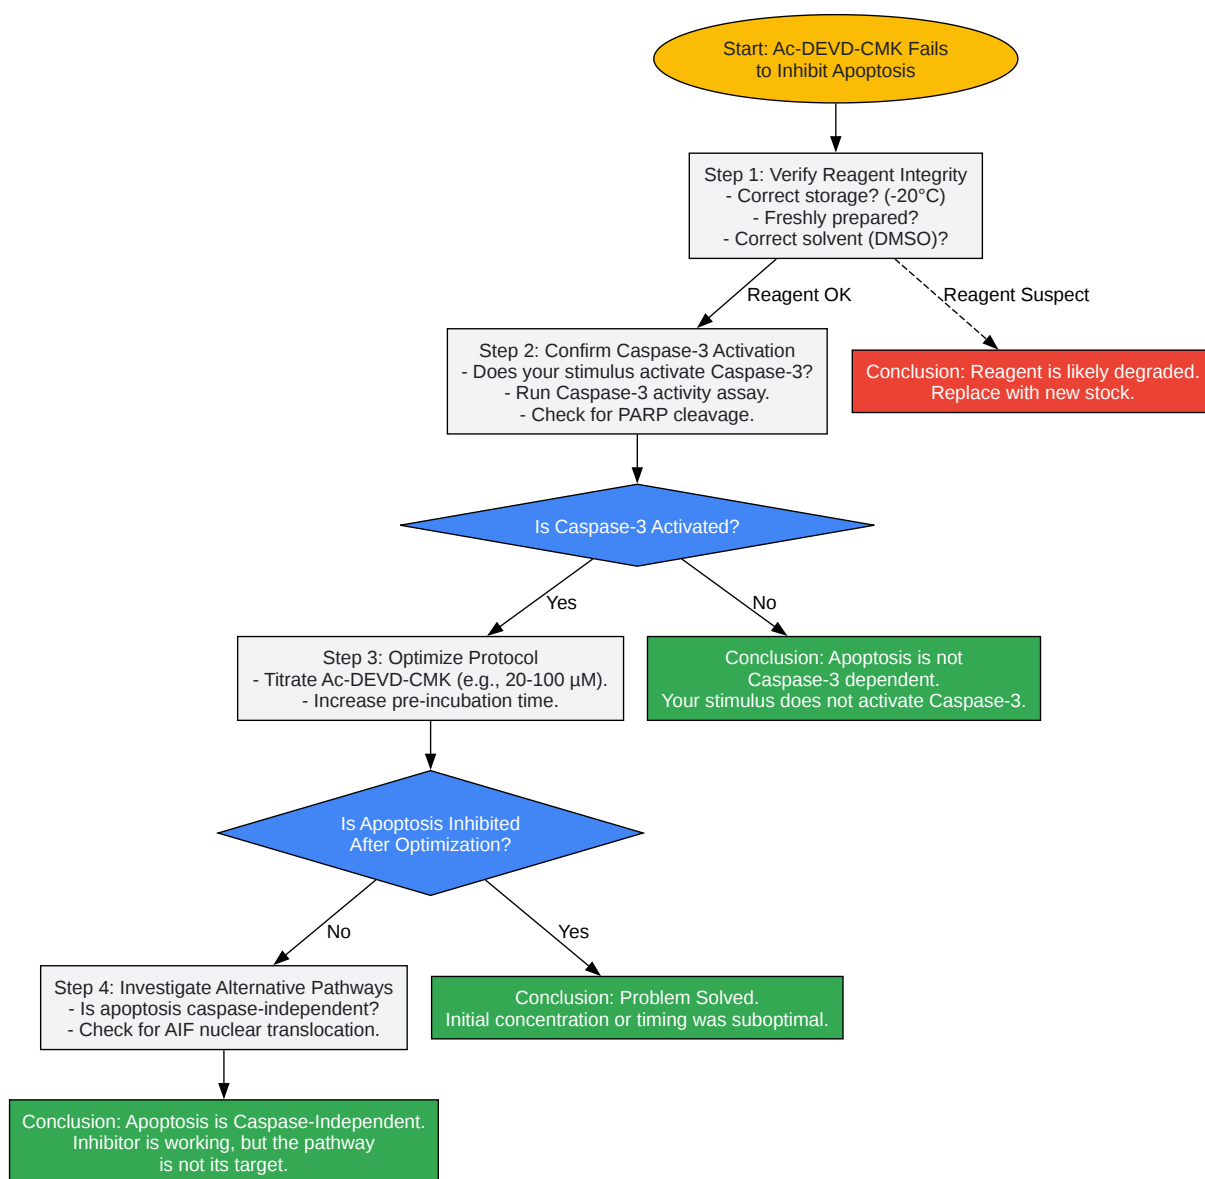 Start: Ac-DEVD-CMK Fails
to Inhibit Apoptosis
Step 1: Verify Reagent Integrity
- Correct storage? (-20°C)
- Freshly prepared?
- Correct solvent (DMSO)?
Reagent OK
Reagent Suspect
Step 2: Confirm Caspase-3 Activation
- Does your stimulus activate Caspase-3?
- Run Caspase-3 activity assay.
- Check for PARP cleavage.
Conclusion: Reagent is likely degraded.
Replace with new stock.
Is Caspase-3 Activated?
Yes
No
Step 3: Optimize Protocol
- Titrate Ac-DEVD-CMK (e.g., 20-100 µM).
- Increase pre-incubation time.
Conclusion: Apoptosis is not
Caspase-3 dependent.
Your stimulus does not activate Caspase-3.
Is Apoptosis Inhibited
After Optimization?
No
Yes
Step 4: Investigate Alternative Pathways
- Is apoptosis caspase-independent?
- Check for AIF nuclear translocation.
Conclusion: Problem Solved.
Initial concentration or timing was suboptimal.
Conclusion: Apoptosis is Caspase-Independent.
Inhibitor is working, but the pathway
is not its target.